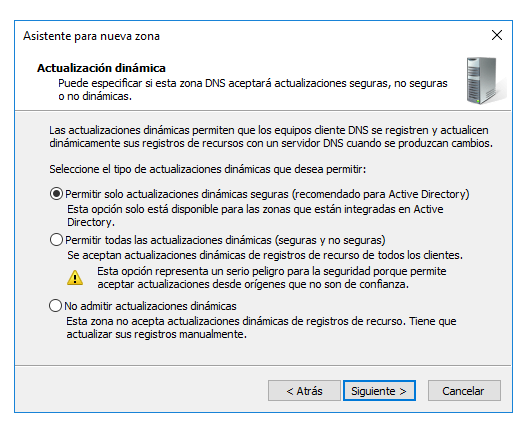 Asistente para nueva zona
Actualización dinámica
Puede especificar si esta zona DNS aceptará actualizaciones seguras, no seguras
o no dinámicas.
Las actualizaciones dinámicas permiten que los equipos cliente DNS se registren y actualicen
dinámicamente sus registros de recursos con un servidor DNS cuando se produzcan cambios.
Seleccione el tipo de actualizaciones dinámicas que desea permitir:
Permitir solo actualizaciones dinámicas seguras (recomendado para Active Directory)
Esta opción solo está disponible para las zonas que están integradas en Active
Directory.
Permitir todas las actualizaciones dinámicas (seguras y no seguras)
Se aceptan actualizaciones dinámicas de registros de recurso de todos los clientes.
Esta opción representa un serio peligro para la seguridad porque permite
aceptar actualizaciones desde orígenes que no son de confianza.
No admitir actualizaciones dinámicas
Esta zona no acepta actualizaciones dinámicas de registros de recurso. Tiene que
actualizar sus registros manualmente.
< Atrás
Siguiente >
Cancelar